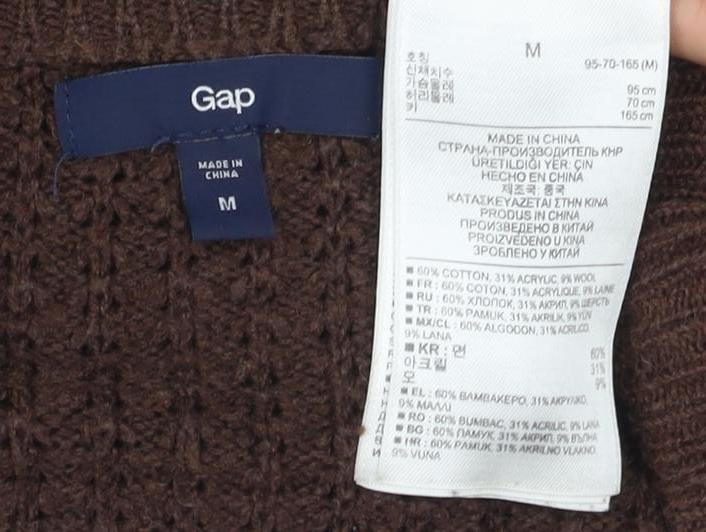 Gap
MADE IN
CHINA
M
M
호칭 95-70-165 (M)
신체치수
가슴둘레 95 cm
허리둘레 70 cm
키 165 cm
MADE IN CHINA
СТРАНА-ПРОИЗВОДИТЕЛЬ КНР
ÜRETILDIĞI YER: ÇIN
HECHO EN CHINA
제조국: 중국
ΚΑΤΑΣΚΕΥΑΖΕΤΑΙ ΣΤΗΝ ΚΙΝΑ
PRODUS IN CHINA
ПРОИЗВЕДЕНО В КИТАЙ
PROIZVEDENO U KINA
ЗРОБЛЕНО У КИТАЙ
■ 60% COTTON, 31% ACRYLIC, 9% WOOL
■ FR : 60% COTON, 31% ACRYLIQUE, 9% LAINE
■ RU : 60% ХЛОПОК, 31% АКРИЛ, 9% ШЕРСТЬ
■ TR : 60% PAMUK, 31% AKRILIK, 9% YÜN
■ MX/CL : 60% ALGODON, 31% ACRILICO
9% LANA
■ KR : 면 60%
아크릴 31%
모 9%
■ EL : 60% ΒΑΜΒΑΚΕΡΟ, 31% ΑΚΡΥΛΙΚΟ,
9% ΜΑΛΛΙ
■ RO : 60% BUMBAC, 31% ACRILIC, 9% LANA
■ BG : 60% ПАМУК, 31% АКРИЛ, 9% ВЪЛНА
■ HR : 60% PAMUK, 31% AKRILNO VLAKNO,
9% VUNA